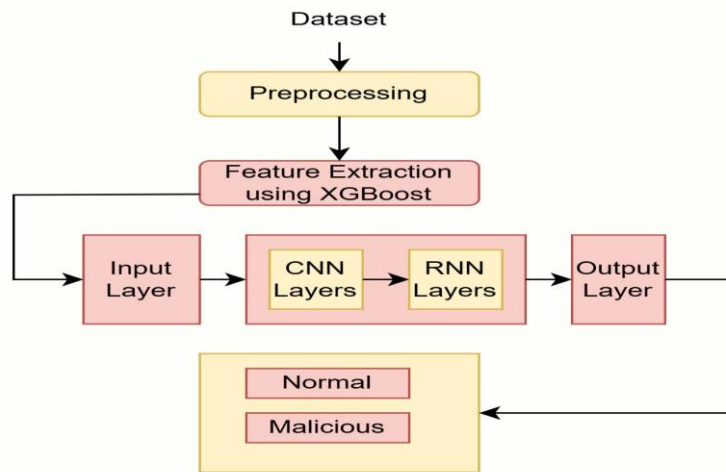 Dataset
Preprocessing
Feature Extraction
using XGBoost
Input
Layer
CNN
Layers
RNN
Layers
Output
Layer
Normal
Malicious